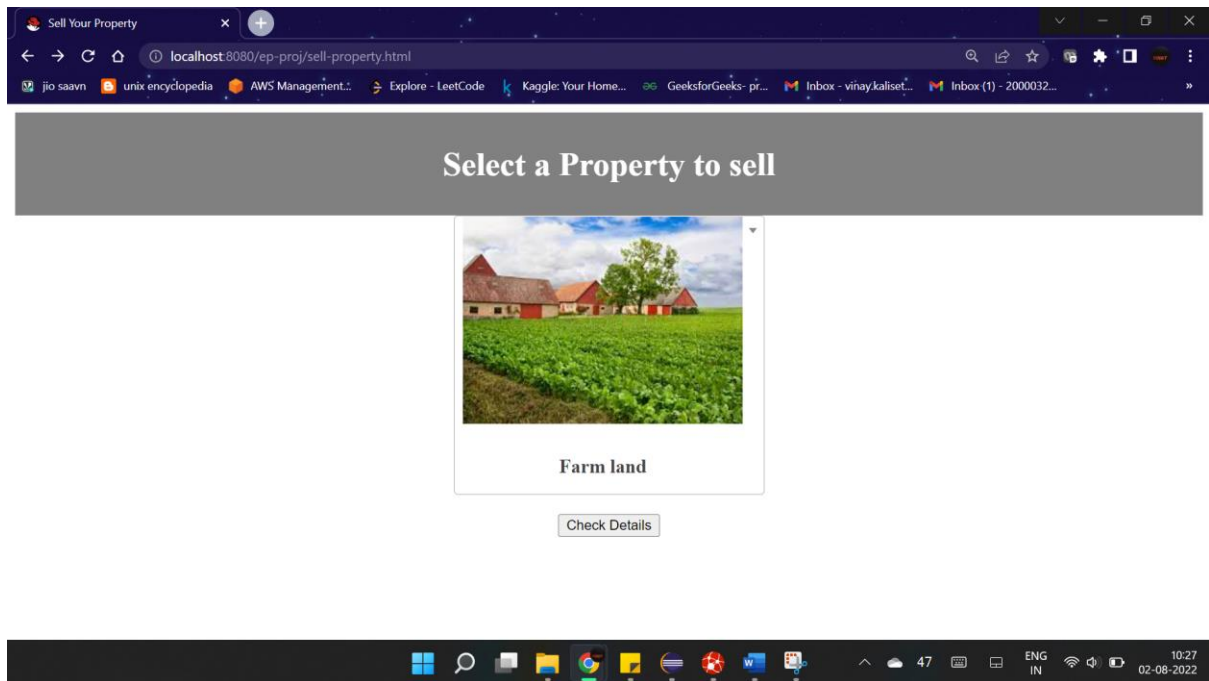 Sell Your Property
localhost:8080/ep-proj/sell-property.html
jio saavn unix encyclopedia AWS Management... Explore - LeetCode Kaggle: Your Home... GeeksforGeeks- pr... Inbox - vinay.kaliset... Inbox (1) - 2000032... »
Select a Property to sell
Farm land
Check Details
47 ENG IN 10:27
02-08-2022